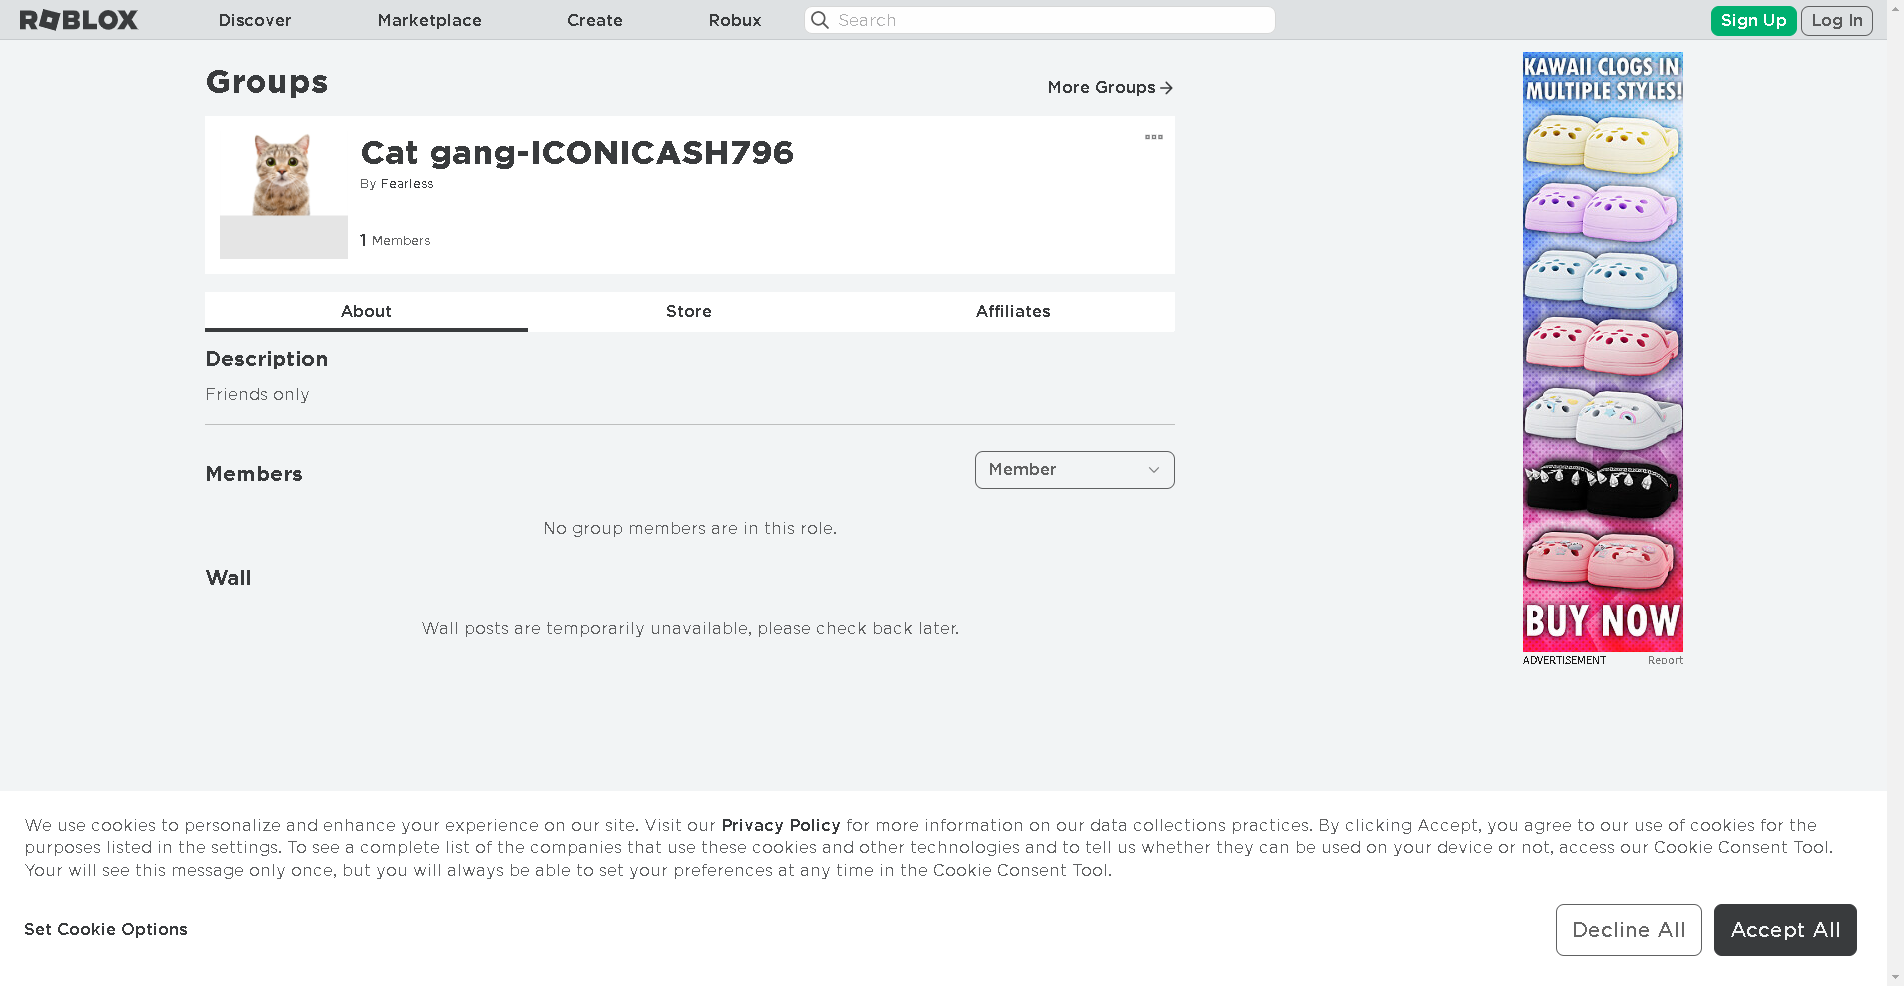 ROBLOX
Discover
Marketplace
Create
Robux
Search
Sign Up
Log In
Groups
More Groups
Cat gang-ICONICASH796
By Fearless
1 Members
About
Store
Affiliates
Description
Friends only
Members
Member
No group members are in this role.
Wall
Wall posts are temporarily unavailable, please check back later.
KAWAII CLOGS IN
MULTIPLE STYLES!
BUY NOW
ADVERTISEMENT
Report
We use cookies to personalize and enhance your experience on our site. Visit our Privacy Policy for more information on our data collections practices. By clicking Accept, you agree to our use of cookies for the
purposes listed in the settings. To see a complete list of the companies that use these cookies and other technologies and to tell us whether they can be used on your device or not, access our Cookie Consent Tool.
Your will see this message only once, but you will always be able to set your preferences at any time in the Cookie Consent Tool.
Set Cookie Options
Decline All
Accept All